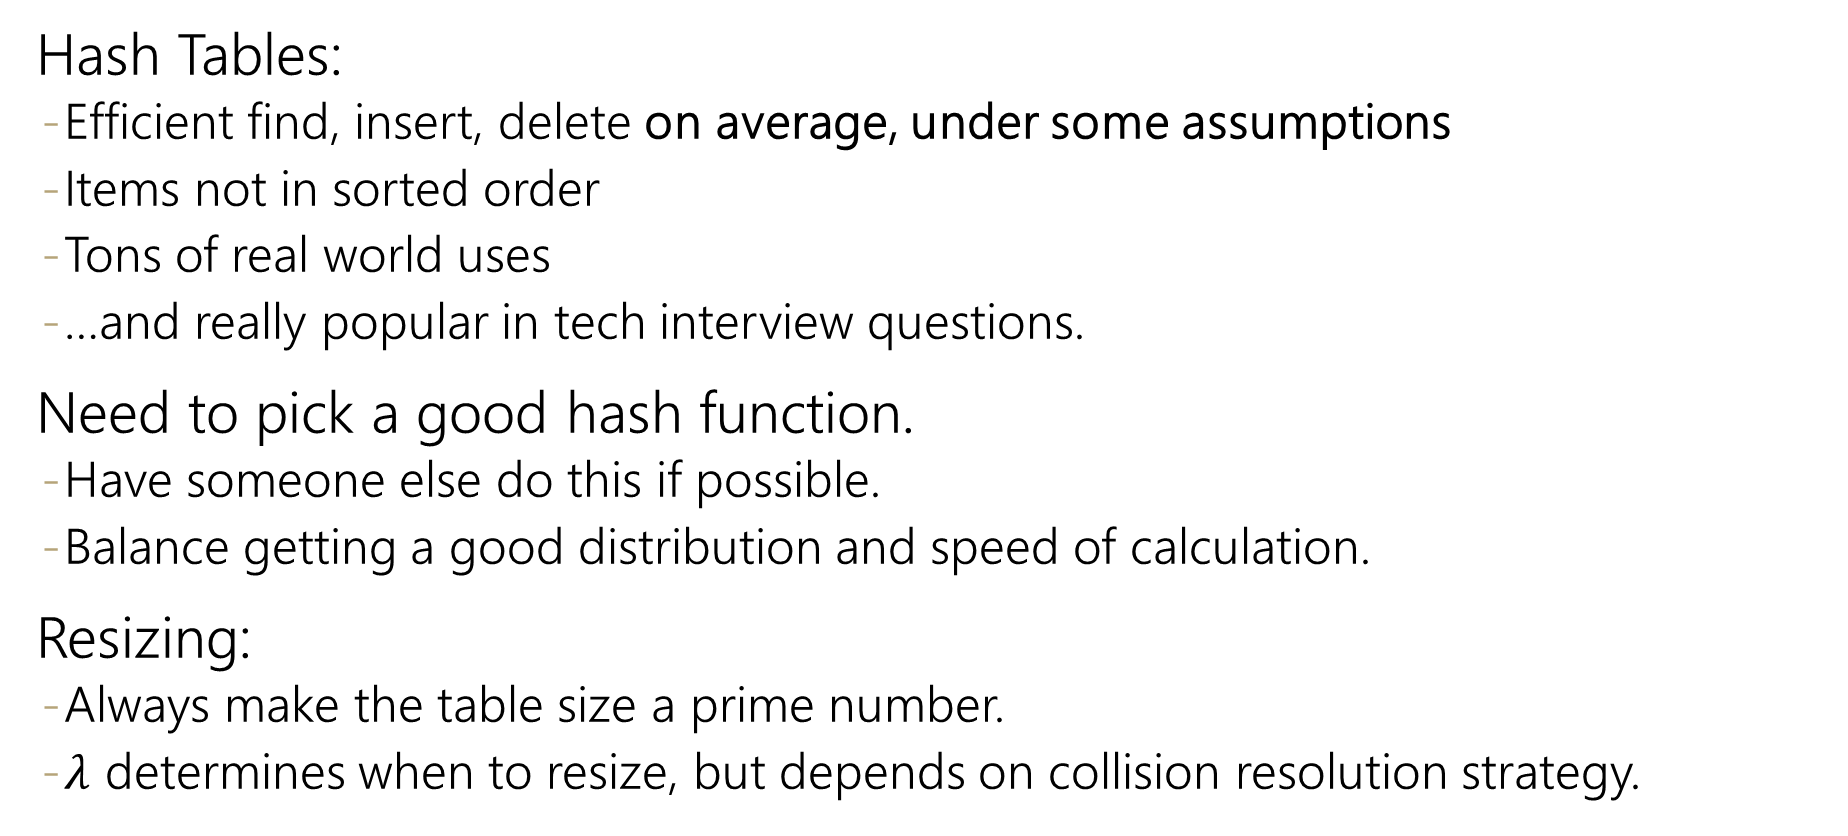 Hash Tables:
-Efficient find, insert, delete on average, under some assumptions
-Items not in sorted order
-Tons of real world uses
-…and really popular in tech interview questions.
Need to pick a good hash function.
-Have someone else do this if possible.
-Balance getting a good distribution and speed of calculation.
Resizing:
-Always make the table size a prime number.
-λ determines when to resize, but depends on collision resolution strategy.